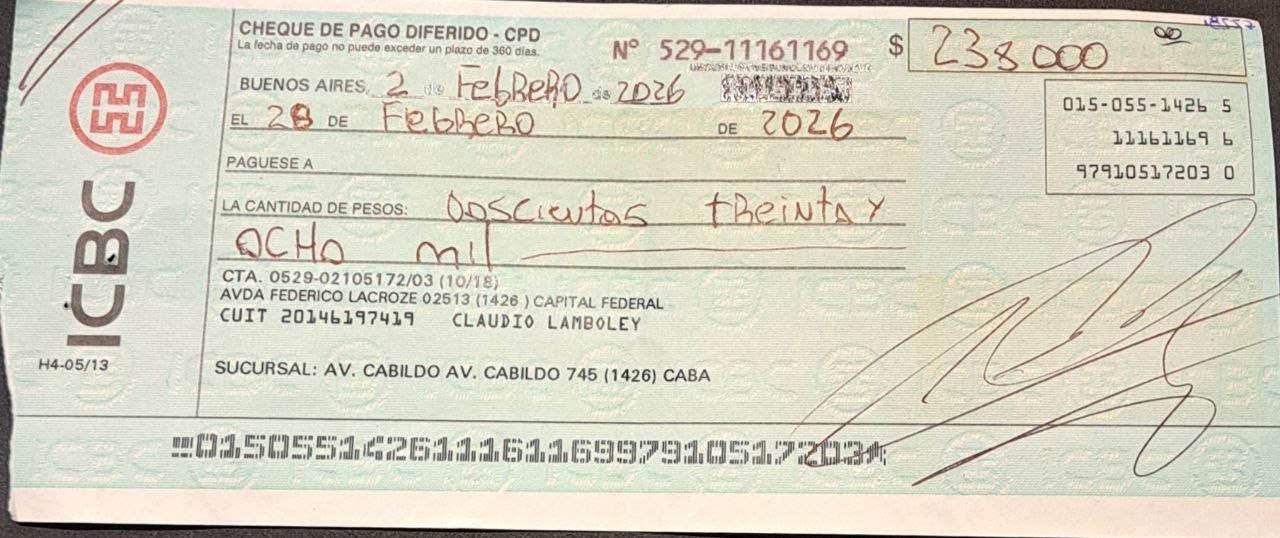 CHEQUE DE PAGO DIFERIDO - CPD
La fecha de pago no puede exceder un plazo de 360 días.
Nº 529-11161169
$ 238000 00
BUENOS AIRES, 2 de FebReRO de 2026
EL 28 DE FebReRO DE 2026
015-055-1426 5
11161169 6
97910517203 0
PAGUESE A
LA CANTIDAD DE PESOS: DOSCientos tReintA Y
OCHO mil
CTA. 0529-02105172/03 (10/18)
AVDA FEDERICO LACROZE 02513 (1426 ) CAPITAL FEDERAL
CUIT 20146197419 CLAUDIO LAMBOLEY
SUCURSAL: AV. CABILDO AV. CABILDO 745 (1426) CABA
ICBC
H4-05/13
01505514261116116997910517203